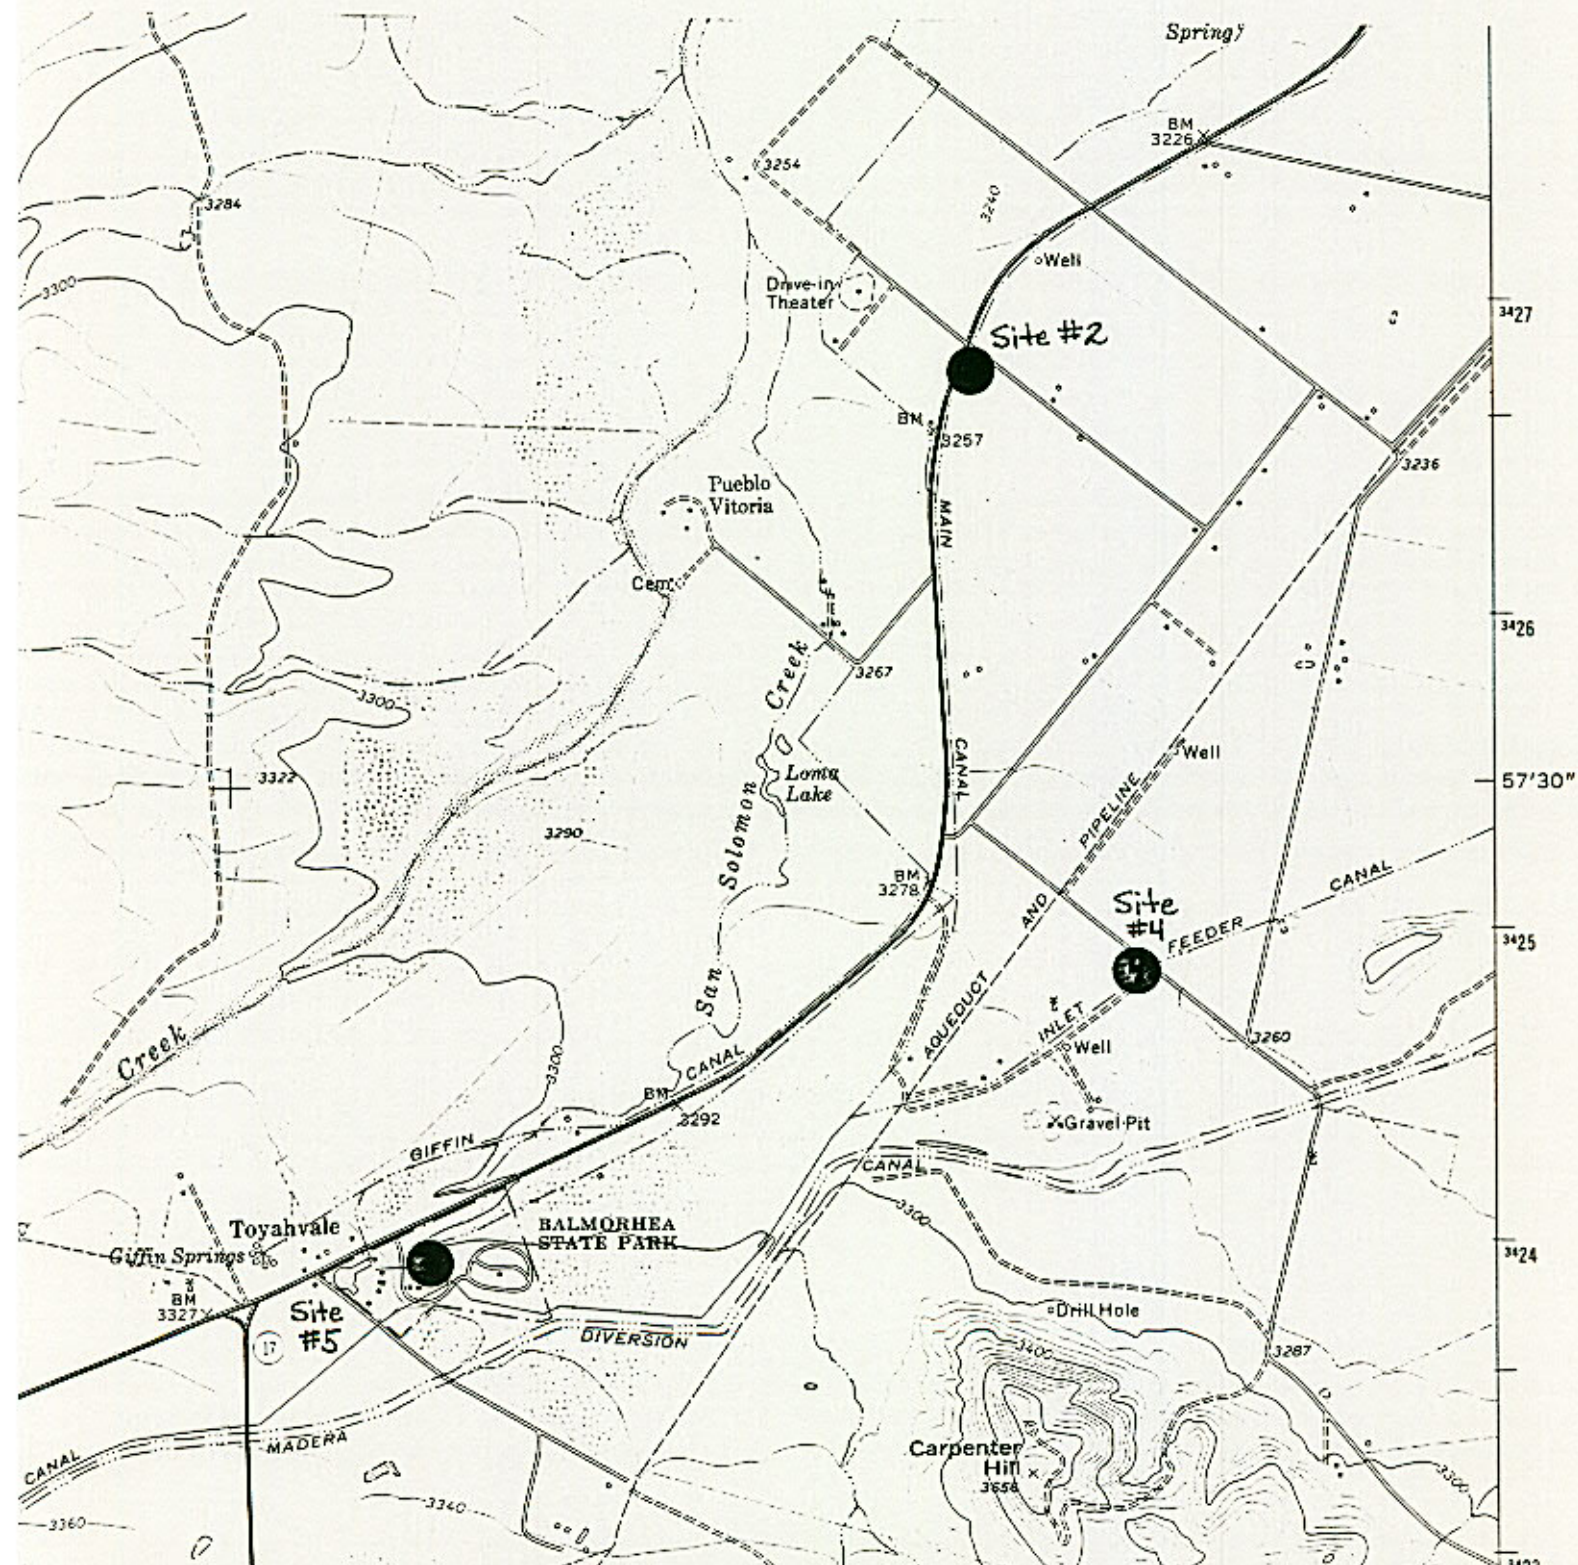 Spring
BM
3226
3254
3284
3240
Well
3300
Drive-in
Theater
3427
Site #2
BM
3257
3236
Pueblo
Vitoria
MAIN
Cem
3426
3267
Creek
3300
CANAL
Well
3322
Loma
Lake
57'30"
PIPELINE
3290
Solomon
BM
3278
CANAL
Site
#4
AND
FEEDER
3425
San
AQUEDUCT
INLET
Creek
CANAL
Well
3260
3300
BM
3292
Gravel Pit
GIFFIN
CANAL
3300
Toyahvale
BALMORHEA
STATE PARK
Giffin Springs
3424
BM
3327
Site
#5
17
DIVERSION
Drill Hole
3400
3287
MADERA
CANAL
Carpenter
Hill
3656
3300
3340
3360